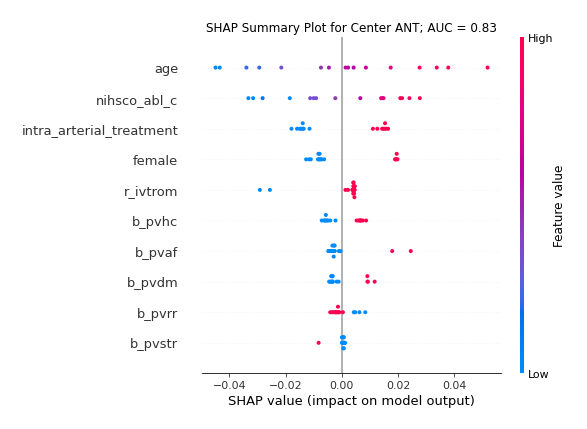 SHAP Summary Plot for Center ANT; AUC = 0.83
High
age
nihsco_abl_c
intra_arterial_treatment
female
r_ivtrom
b_pvhc
b_pvaf
b_pvdm
b_pvrr
b_pvstr
Feature value
Low
−0.04 −0.02 0.00 0.02 0.04
SHAP value (impact on model output)